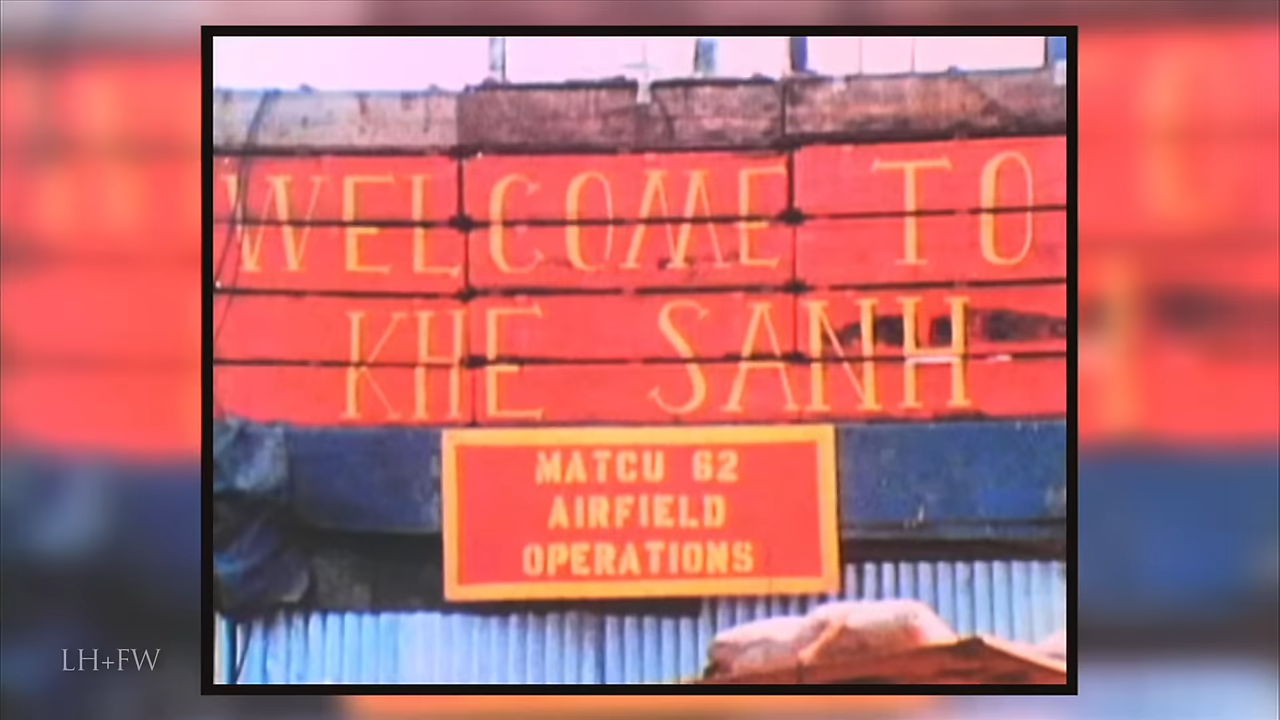 WELCOME TO
KHE SANH
MATCU 62
AIRFIELD
OPERATIONS
LH+FW